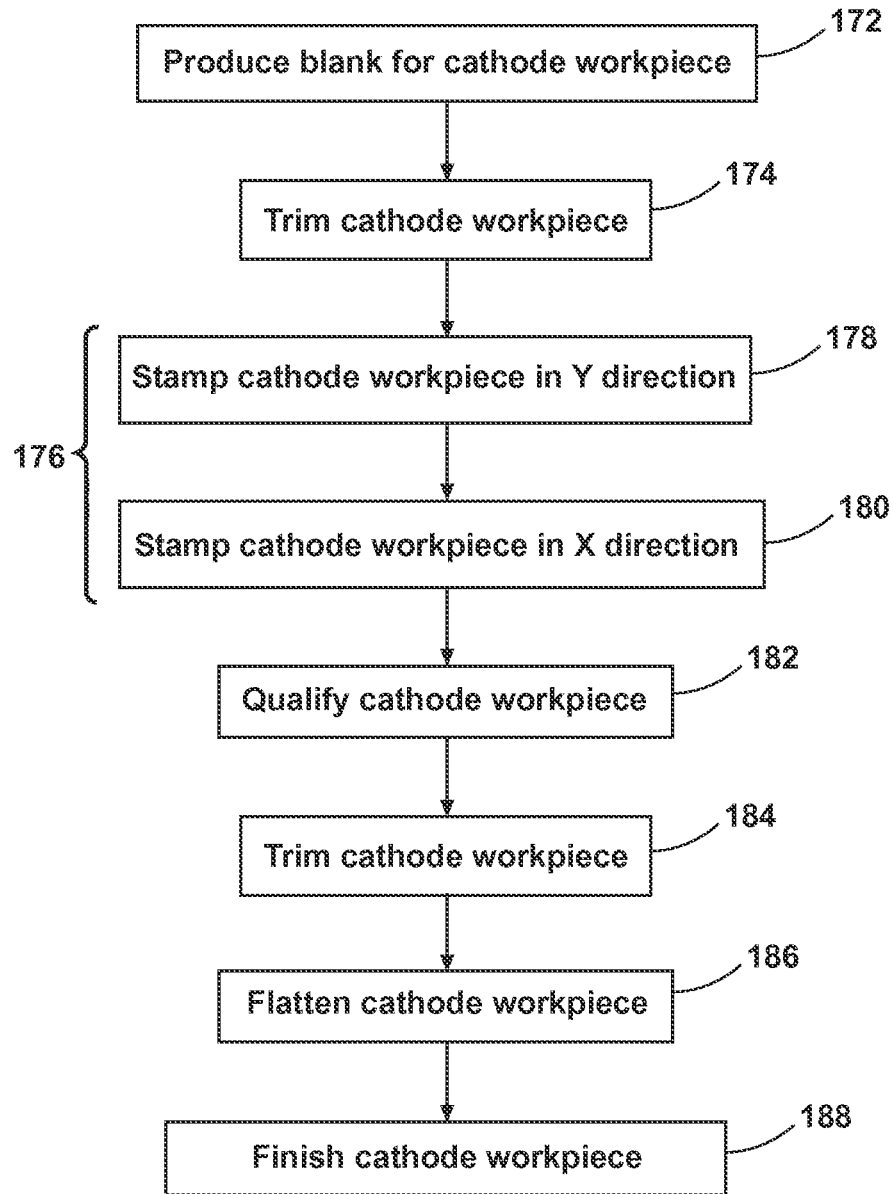 172
Produce blank for cathode workpiece
174
Trim cathode workpiece
178
Stamp cathode workpiece in Y direction
176
180
Stamp cathode workpiece in X direction
182
Qualify cathode workpiece
184
Trim cathode workpiece
186
Flatten cathode workpiece
188
Finish cathode workpiece